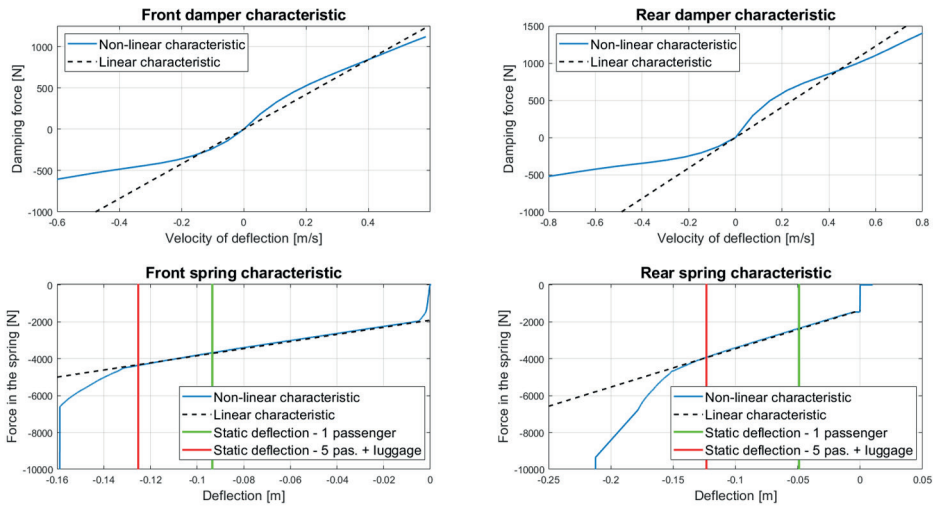 Front damper characteristic
1000
500
0
-500
-1000
Damping force [N]
Non-linear characteristic
Linear characteristic
-0.6
-0.4
-0.2
0
0.2
0.4
Velocity of deflection [m/s]
Rear damper characteristic
1500
1000
500
0
-500
-1000
Damping force [N]
Non-linear characteristic
Linear characteristic
-0.8
-0.6
-0.4
-0.2
0
0.2
0.4
0.6
0.8
Velocity of deflection [m/s]
Front spring characteristic
0
-2000
-4000
-6000
-8000
-10000
Force in the spring [N]
Non-linear characteristic
Linear characteristic
Static deflection - 1 passenger
Static deflection - 5 pas. + luggage
-0.16
-0.14
-0.12
-0.1
-0.08
-0.06
-0.04
-0.02
0
Deflection [m]
Rear spring characteristic
0
-2000
-4000
-6000
-8000
-10000
Force in the spring [N]
Non-linear characteristic
Linear characteristic
Static deflection - 1 passenger
Static deflection - 5 pas. + luggage
-0.25
-0.2
-0.15
-0.1
-0.05
0
0.05
Deflection [m]